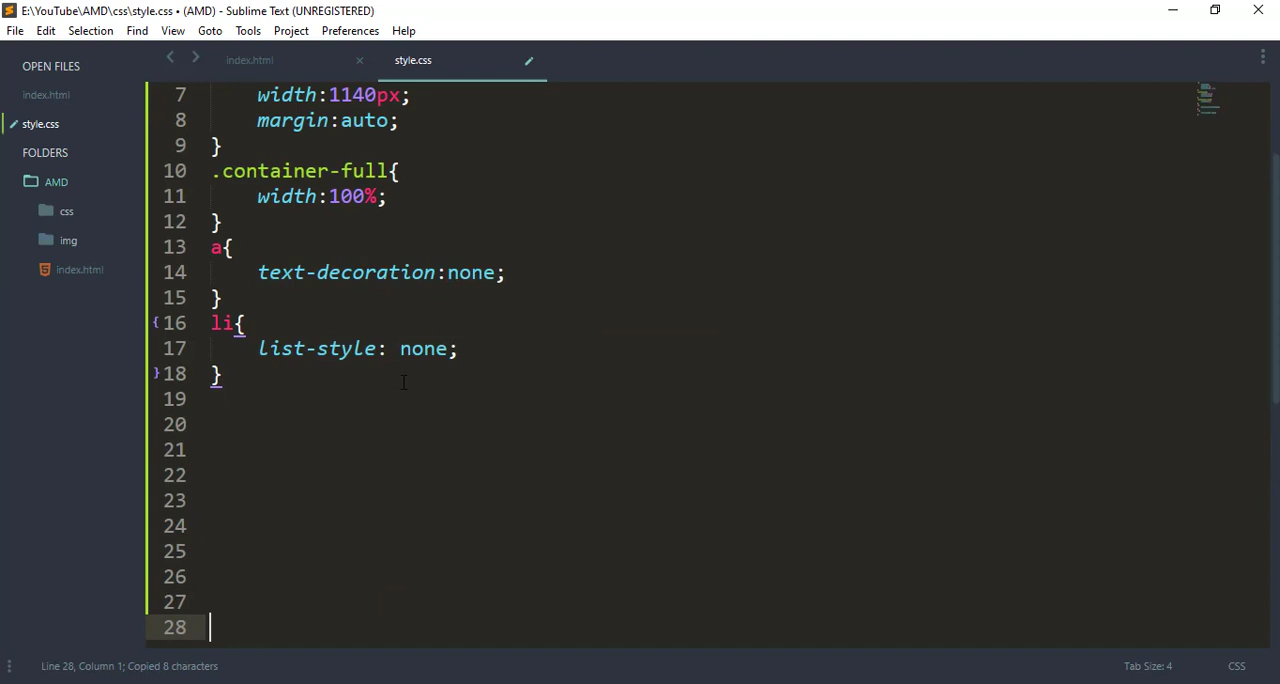 E:\YouTube\AMD\css\style.css • (AMD) - Sublime Text (UNREGISTERED)
File Edit Selection Find View Goto Tools Project Preferences Help
OPEN FILES
index.html
style.css
FOLDERS
AMD
css
img
index.html
index.html style.css
7 width:1140px;
8 margin:auto;
9 }
10 .container-full{
11 width:100%;
12 }
13 a{
14 text-decoration:none;
15 }
16 li{
17 list-style: none;
18 }
19
20
21
22
23
24
25
26
27
28
Line 28, Column 1; Copied 8 characters Tab Size: 4 CSS